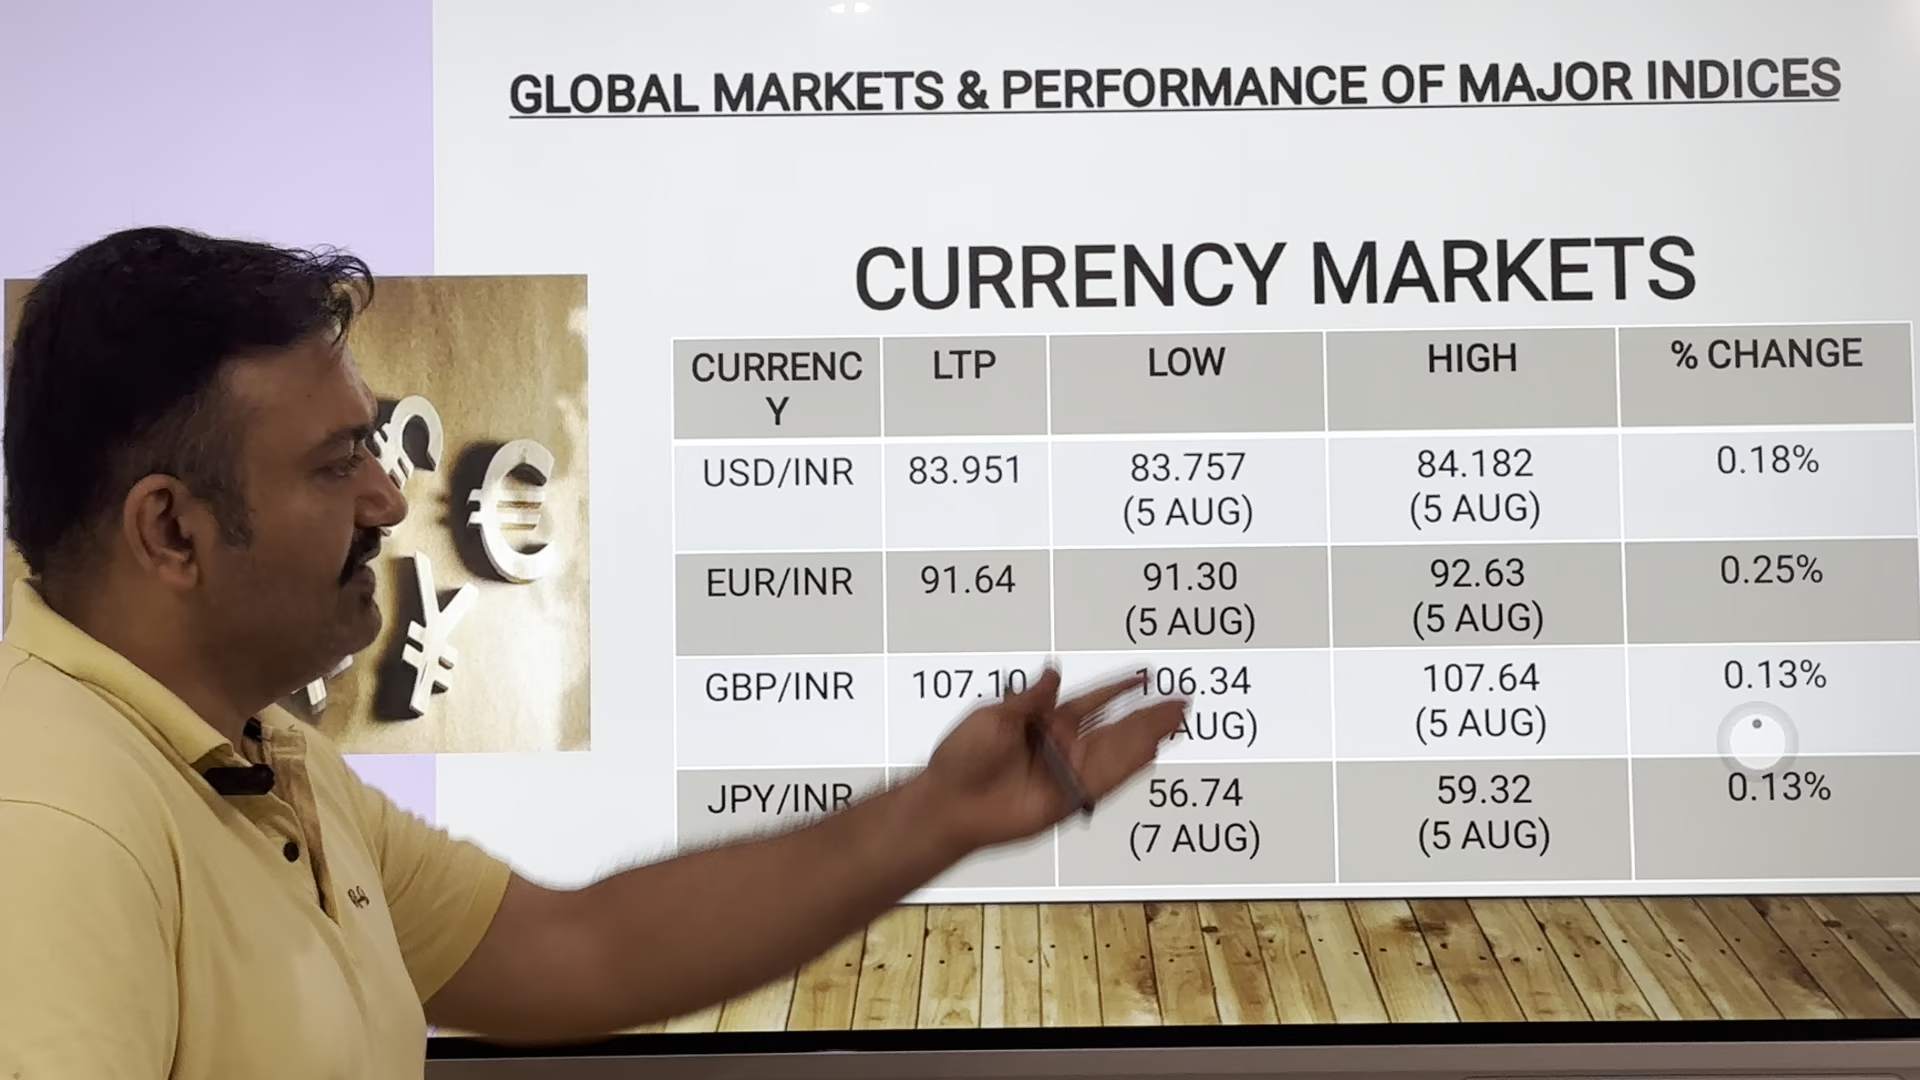 GLOBAL MARKETS & PERFORMANCE OF MAJOR INDICES
CURRENCY MARKETS
CURRENC
Y
LTP
LOW
HIGH
% CHANGE
USD/INR
83.951
83.757
(5 AUG)
84.182
(5 AUG)
0.18%
EUR/INR
91.64
91.30
(5 AUG)
92.63
(5 AUG)
0.25%
GBP/INR
107.10
106.34
AUG)
107.64
(5 AUG)
0.13%
JPY/INR
56.74
(7 AUG)
59.32
(5 AUG)
0.13%